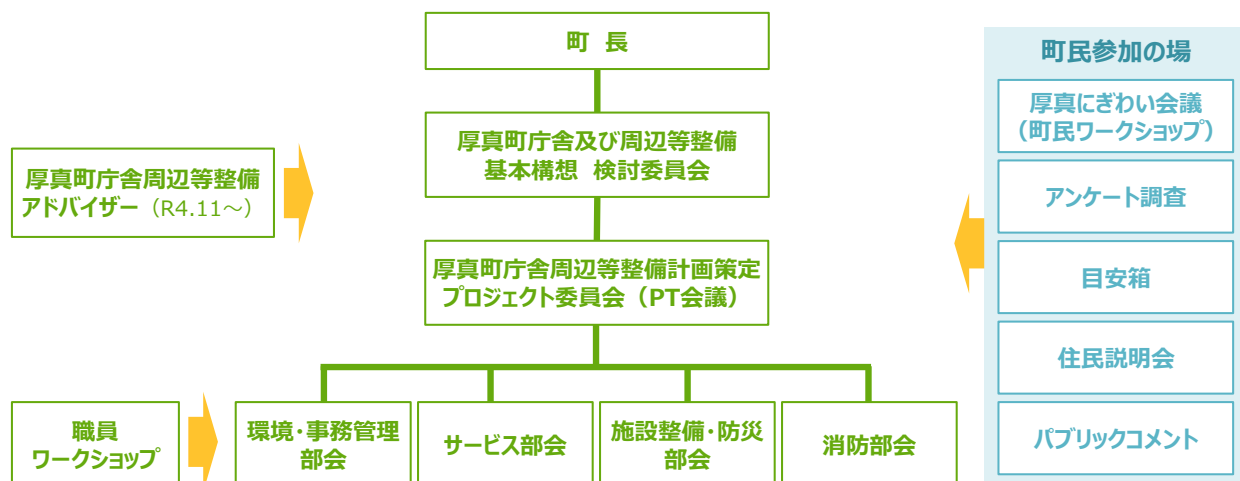 町 長
厚真町庁舎及び周辺等整備
基本構想 検討委員会
厚真町庁舎周辺等整備
アドバイザー（R4.11～）
厚真町庁舎周辺等整備計画策定
プロジェクト委員会（PT会議）
職員
ワークショップ
環境・事務管理
部会
サービス部会
施設整備・防災
部会
消防部会
町民参加の場
厚真にぎわい会議
（町民ワークショップ）
アンケート調査
目安箱
住民説明会
パブリックコメント